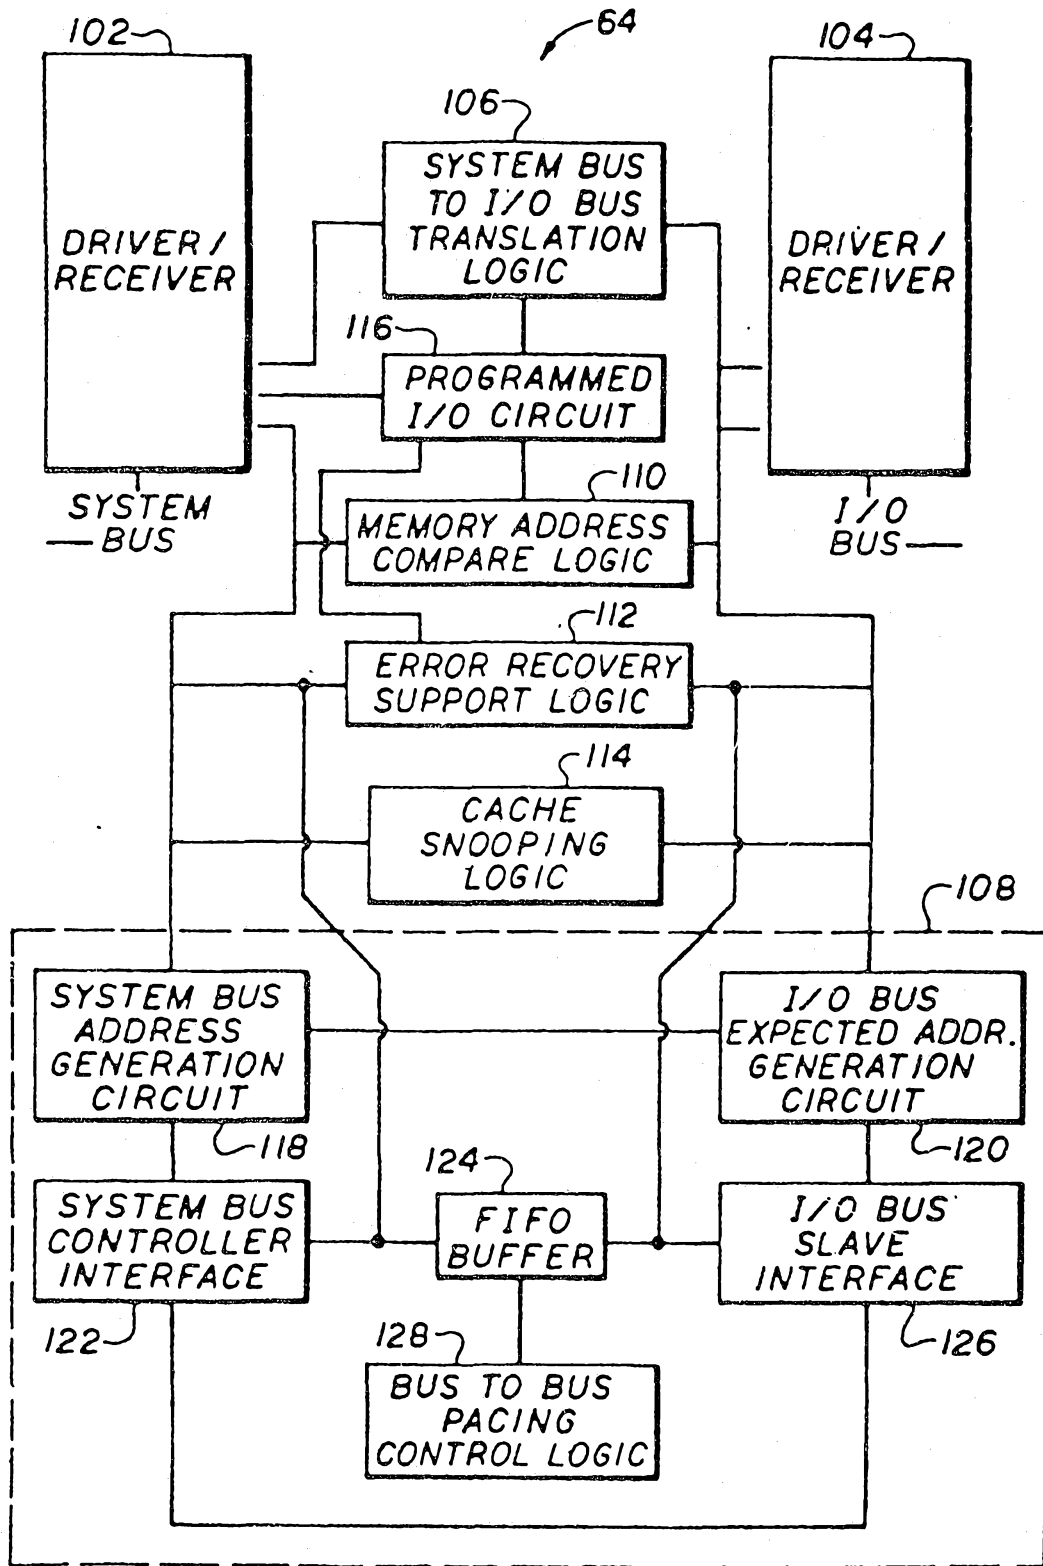 102
64
104
106
SYSTEM BUS
TO I/O BUS
TRANSLATION
LOGIC
DRIVER/
RECEIVER
DRIVER/
RECEIVER
116
PROGRAMMED
I/O CIRCUIT
SYSTEM
BUS
110
I/O
BUS
MEMORY ADDRESS
COMPARE LOGIC
112
ERROR RECOVERY
SUPPORT LOGIC
114
CACHE
SNOOPING
LOGIC
108
SYSTEM BUS
ADDRESS
GENERATION
CIRCUIT
I/O BUS
EXPECTED ADDR.
GENERATION
CIRCUIT
118
120
124
SYSTEM BUS
CONTROLLER
INTERFACE
FIFO
BUFFER
I/O BUS
SLAVE
INTERFACE
122
126
128
BUS TO BUS
PACING
CONTROL LOGIC